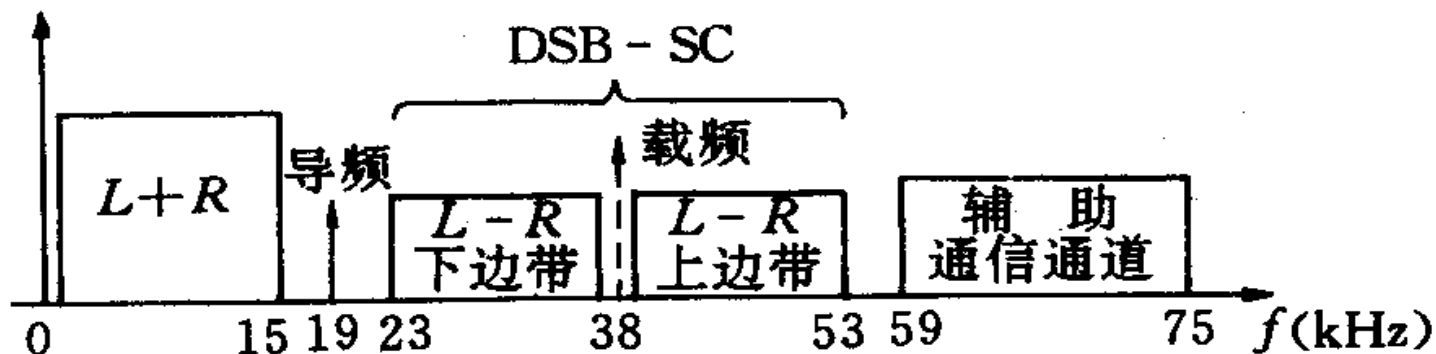 DSB - SC
导频
载频
L+R
L - R
下边带
L - R
上边带
辅 助
通信通道
0 15 19 23 38 53 59 75 f(kHz)